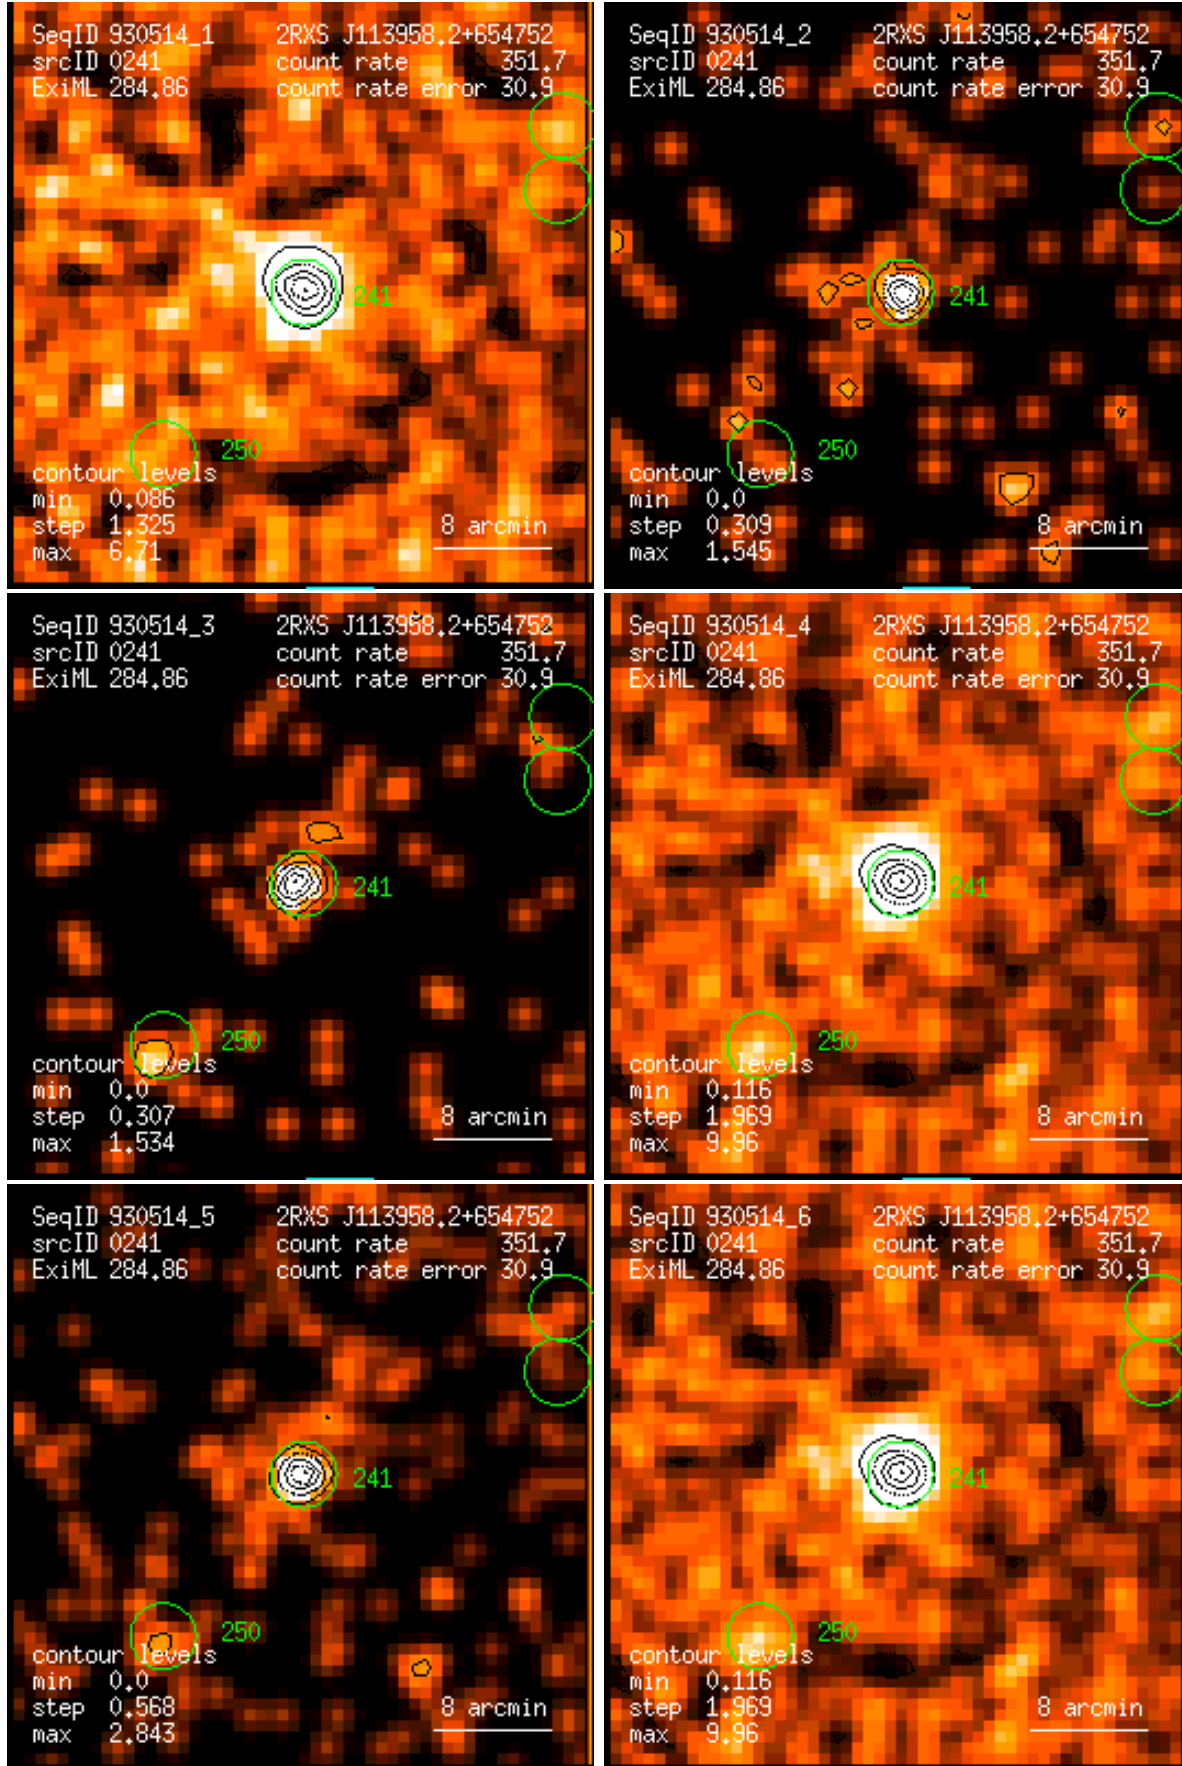 SeqID 930514_1 2RXS J113958.2+654752
srcID 0241 count rate 351.7
ExiML 284.86 count rate error 30.9
241
250
contour levels
min 0.086
step 1.325 8 arcmin
max 6.71
SeqID 930514_2 2RXS J113958.2+654752
srcID 0241 count rate 351.7
ExiML 284.86 count rate error 30.9
241
250
contour levels
min 0.0
step 0.309 8 arcmin
max 1.545
SeqID 930514_3 2RXS J113958.2+654752
srcID 0241 count rate 351.7
ExiML 284.86 count rate error 30.9
241
250
contour levels
min 0.0
step 0.307 8 arcmin
max 1.534
SeqID 930514_4 2RXS J113958.2+654752
srcID 0241 count rate 351.7
ExiML 284.86 count rate error 30.9
241
250
contour levels
min 0.116
step 1.969 8 arcmin
max 9.96
SeqID 930514_5 2RXS J113958.2+654752
srcID 0241 count rate 351.7
ExiML 284.86 count rate error 30.9
241
250
contour levels
min 0.0
step 0.568 8 arcmin
max 2.843
SeqID 930514_6 2RXS J113958.2+654752
srcID 0241 count rate 351.7
ExiML 284.86 count rate error 30.9
241
250
contour levels
min 0.116
step 1.969 8 arcmin
max 9.96